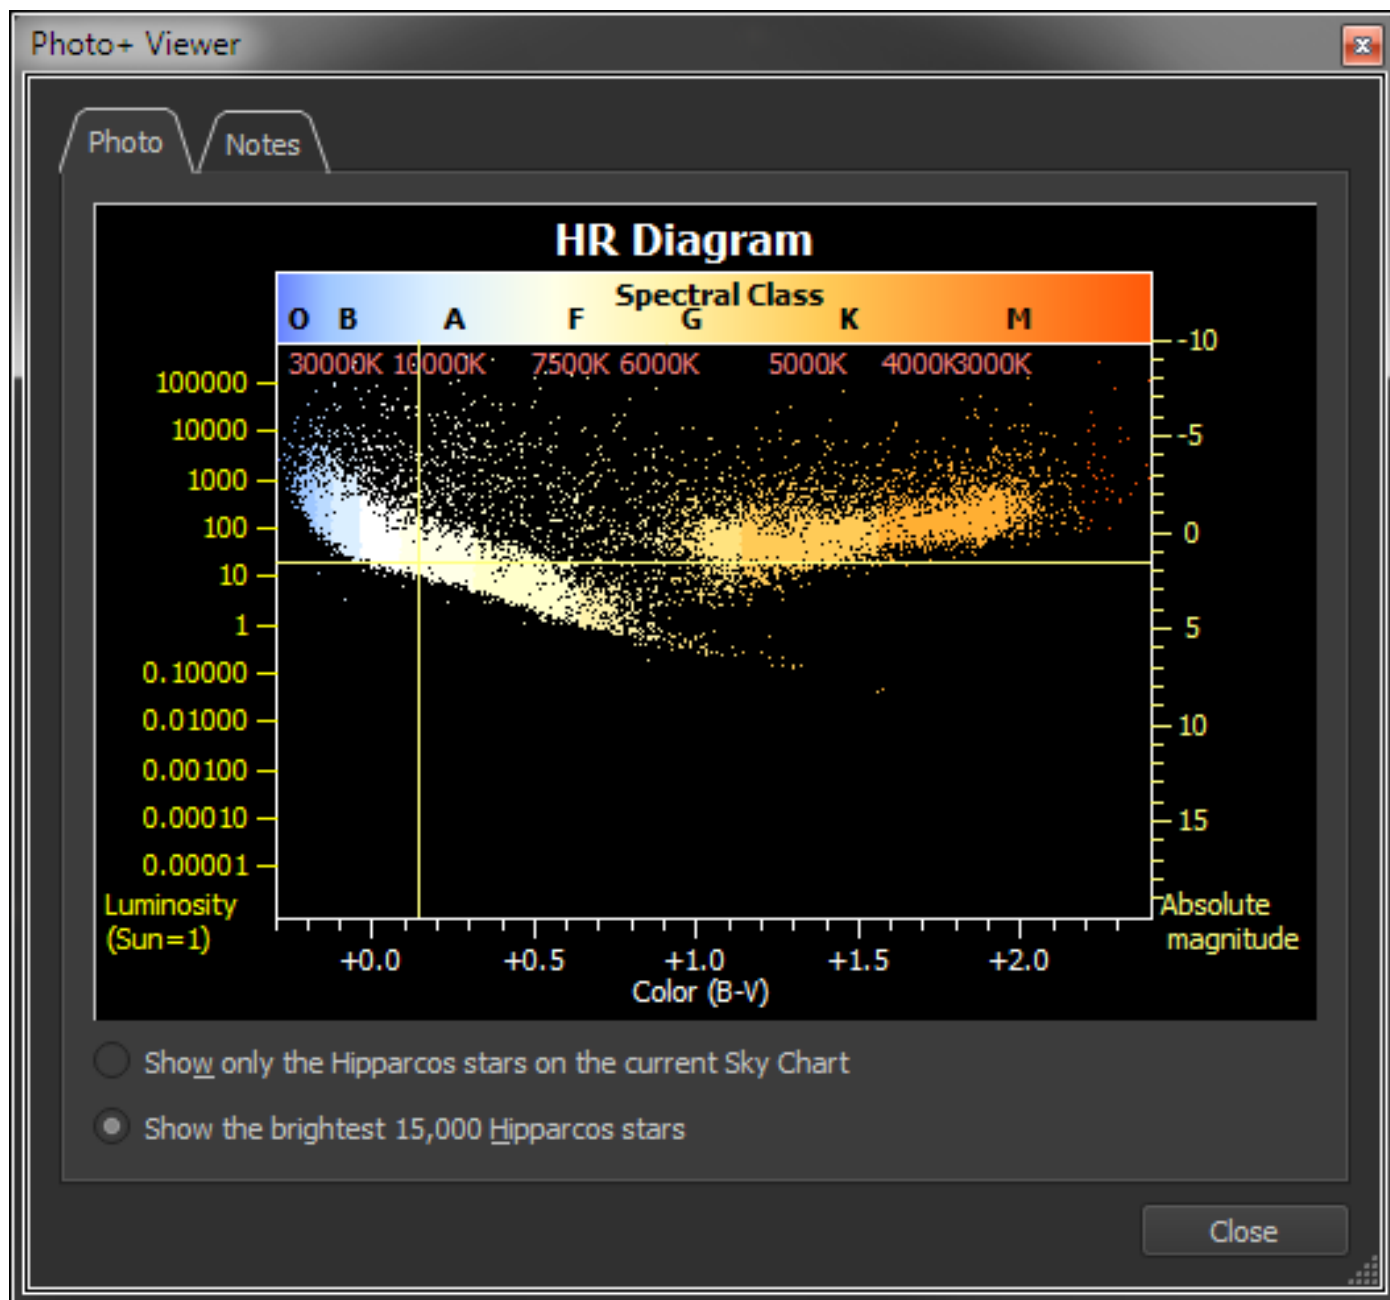 Photo+ Viewer
Photo
Notes
HR Diagram
Spectral Class
O B A F G K M
30000K 10000K 7500K 6000K 5000K 4000K 3000K
100000
10000
1000
100
10
1
0.10000
0.01000
0.00100
0.00010
0.00001
Luminosity
(Sun=1)
-10
-5
0
5
10
15
Absolute
magnitude
+0.0 +0.5 +1.0 +1.5 +2.0
Color (B-V)
Show only the Hipparcos stars on the current Sky Chart
Show the brightest 15,000 Hipparcos stars
Close